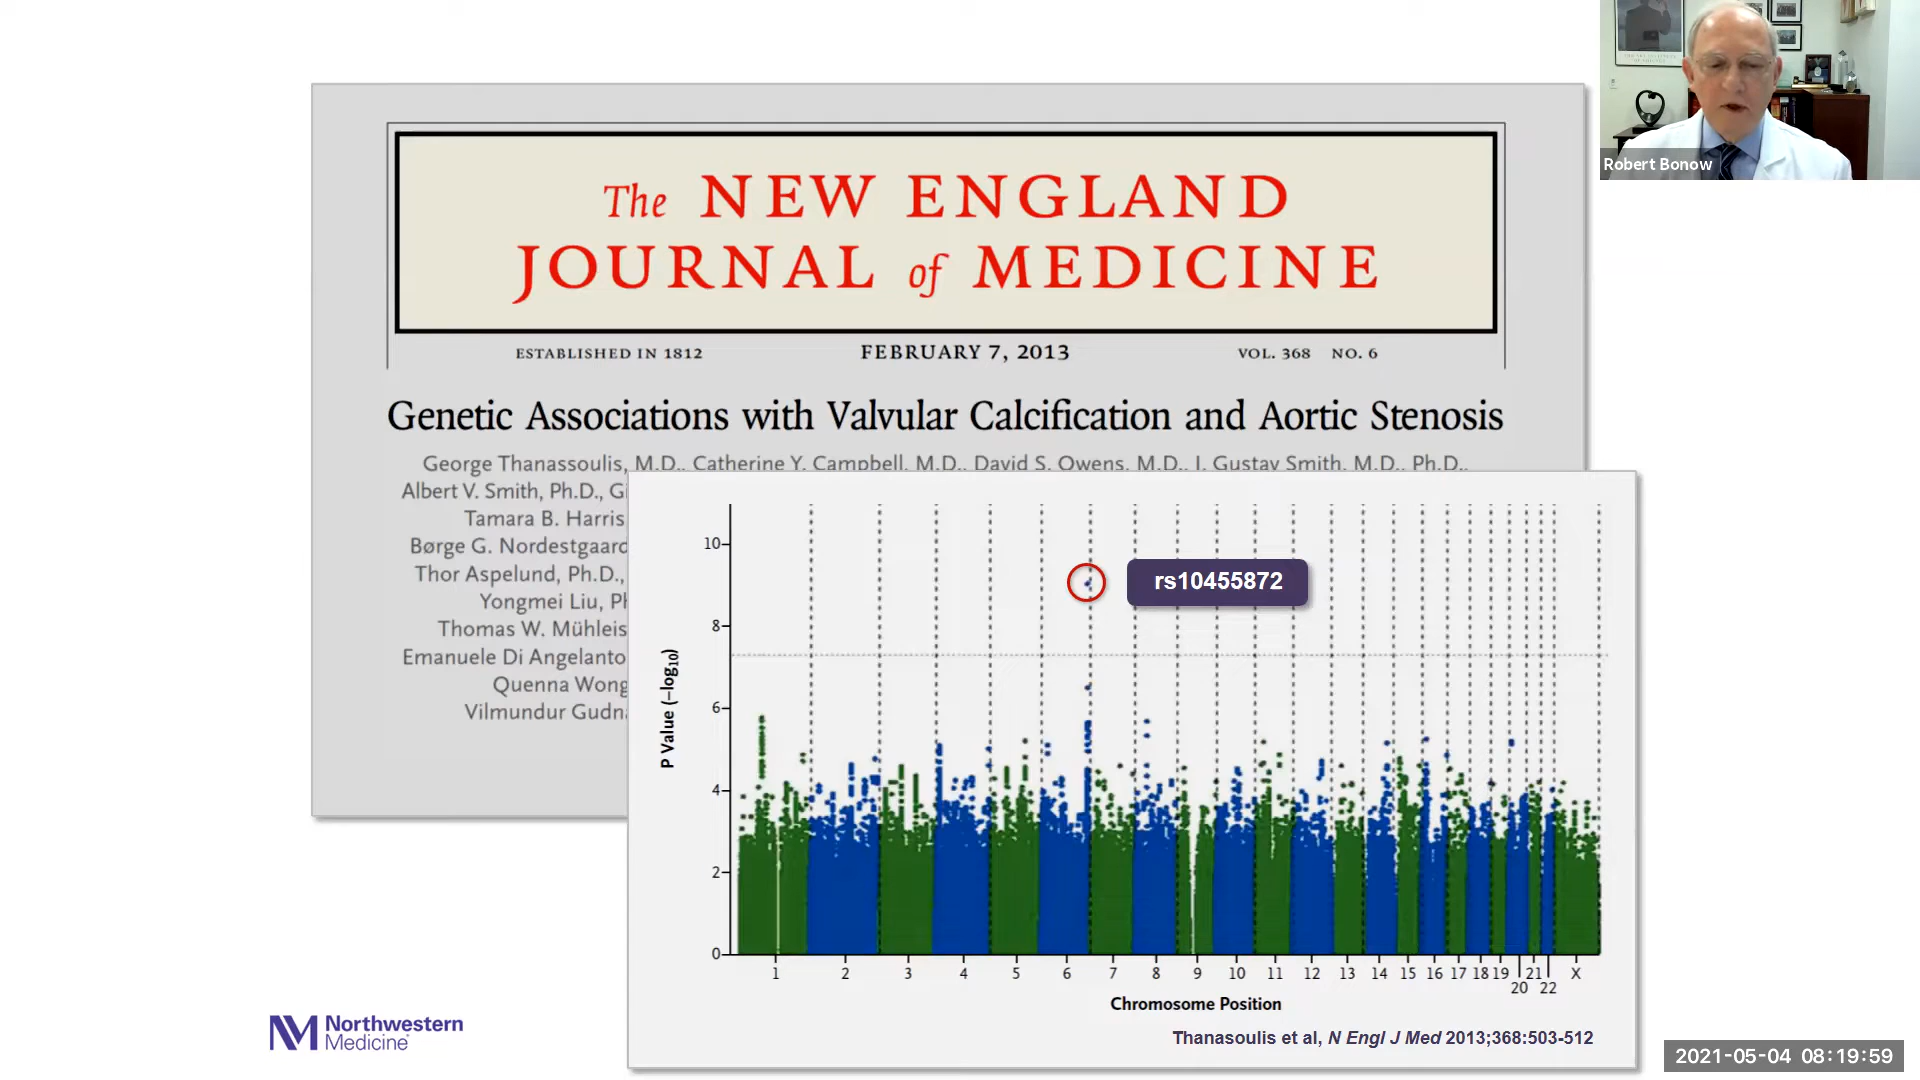 The NEW ENGLAND
JOURNAL of MEDICINE
ESTABLISHED IN 1812
FEBRUARY 7, 2013
VOL. 368 NO. 6
Genetic Associations with Valvular Calcification and Aortic Stenosis
George Thanassoulis, M.D., Catherine Y. Campbell, M.D., David S. Owens, M.D., J. Gustav Smith, M.D., Ph.D.,
Albert V. Smith, Ph.D.,
Tamara B. Harris
Børge G. Nordestgaard
Thor Aspelund, Ph.D.,
Yongmei Liu,
Thomas W.
Emanuele Di
Quenna Wong
Vilmundur
Robert Bonow
rs10455872
P Value (−log10)
10
8
6
4
2
0
1 2 3 4 5 6 7 8 9 10 11 12 13 14 15 16 17 18 19 20 21 22 X
Chromosome Position
Thanasoulis et al, N Engl J Med 2013;368:503-512
NM Northwestern
Medicine
2021-05-04 08:19:59